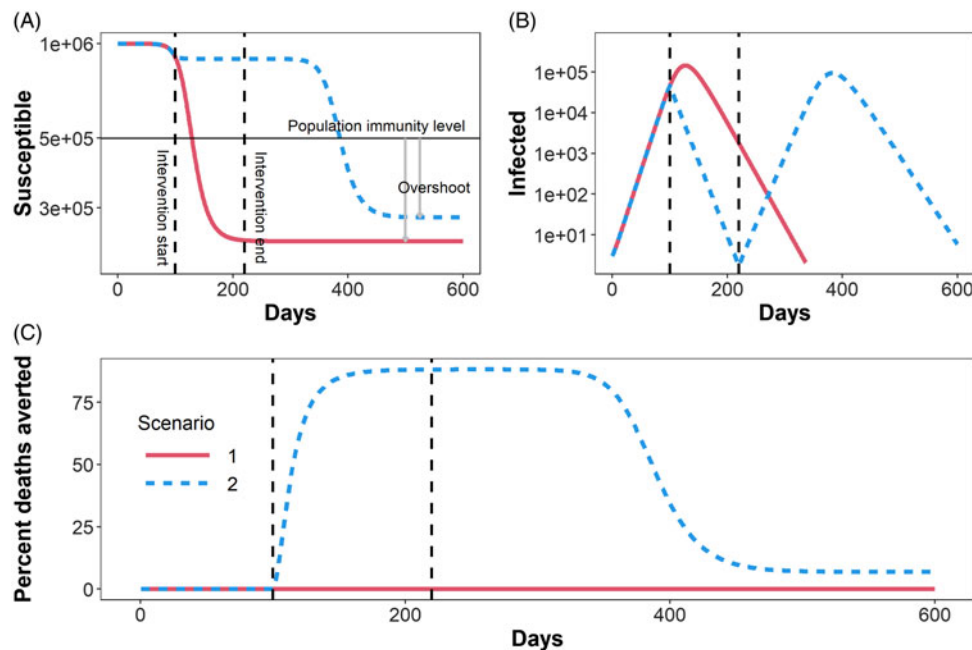 (A)
1e+06
5e+05
3e+05
Susceptible
Population immunity level
Overshoot
Intervention start
Intervention end
0 200 400 600
Days
(B)
1e+05
1e+04
1e+03
1e+02
1e+01
Infected
0 200 400 600
Days
(C)
75
50
25
0
Percent deaths averted
Scenario
1
2
0 200 400 600
Days